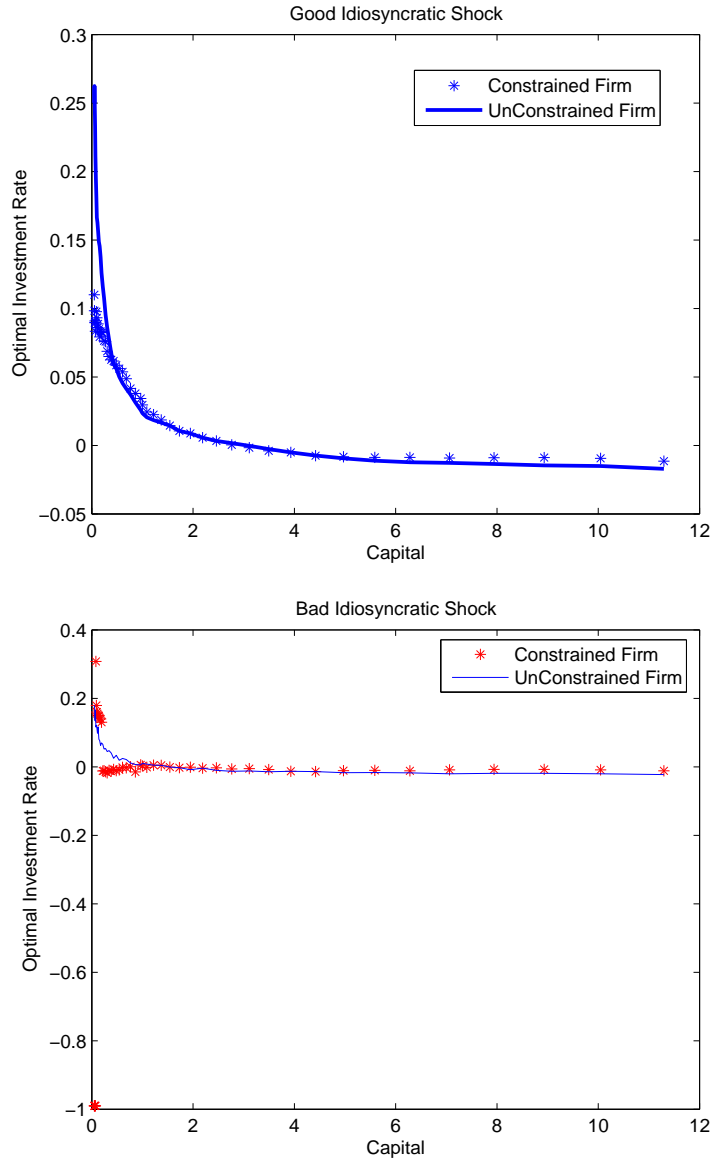 Good Idiosyncratic Shock
0.3
0.25
0.2
0.15
0.1
0.05
0
−0.05
Optimal Investment Rate
Constrained Firm
UnConstrained Firm
0 2 4 6 8 10 12
Capital
Bad Idiosyncratic Shock
0.4
0.2
0
−0.2
−0.4
−0.6
−0.8
−1
Optimal Investment Rate
Constrained Firm
UnConstrained Firm
0 2 4 6 8 10 12
Capital